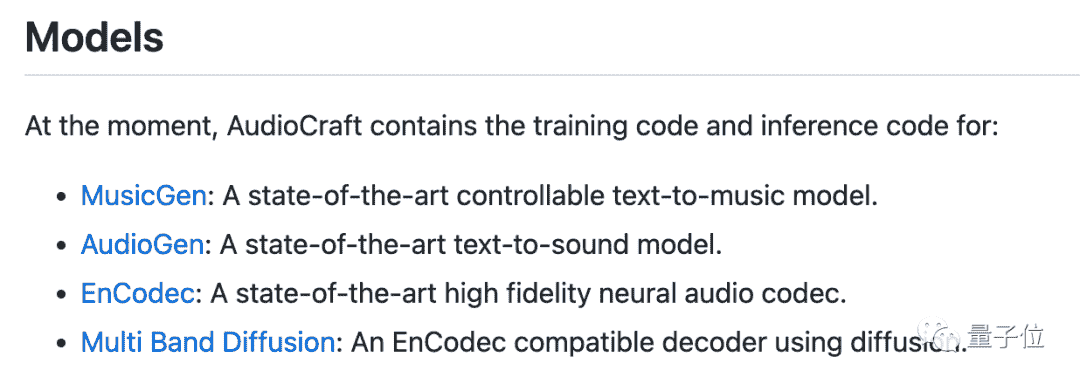 Models
At the moment, AudioCraft contains the training code and inference code for:
• MusicGen: A state-of-the-art controllable text-to-music model.
• AudioGen: A state-of-the-art text-to-sound model.
• EnCodec: A state-of-the-art high fidelity neural audio codec.
• Multi Band Diffusion: An EnCodec compatible decoder using diffusion.
量子位